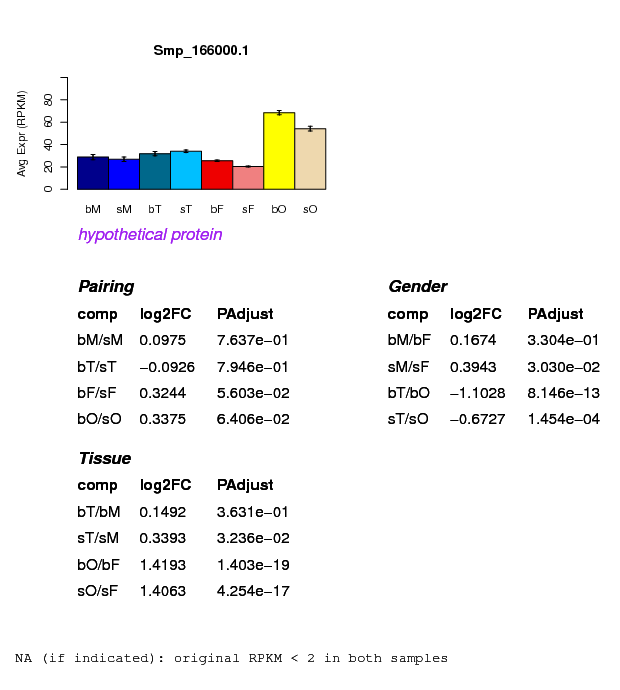 Smp_166000.1
Avg Expr (RPKM)
0 20 40 60 80
bM sM bT sT bF sF bO sO
hypothetical protein
Pairing
comp log2FC PAdjust
bM/sM 0.0975 7.637e−01
bT/sT −0.0926 7.946e−01
bF/sF 0.3244 5.603e−02
bO/sO 0.3375 6.406e−02
Gender
comp log2FC PAdjust
bM/bF 0.1674 3.304e−01
sM/sF 0.3943 3.030e−02
bT/bO −1.1028 8.146e−13
sT/sO −0.6727 1.454e−04
Tissue
comp log2FC PAdjust
bT/bM 0.1492 3.631e−01
sT/sM 0.3393 3.236e−02
bO/bF 1.4193 1.403e−19
sO/sF 1.4063 4.254e−17
NA (if indicated): original RPKM < 2 in both samples